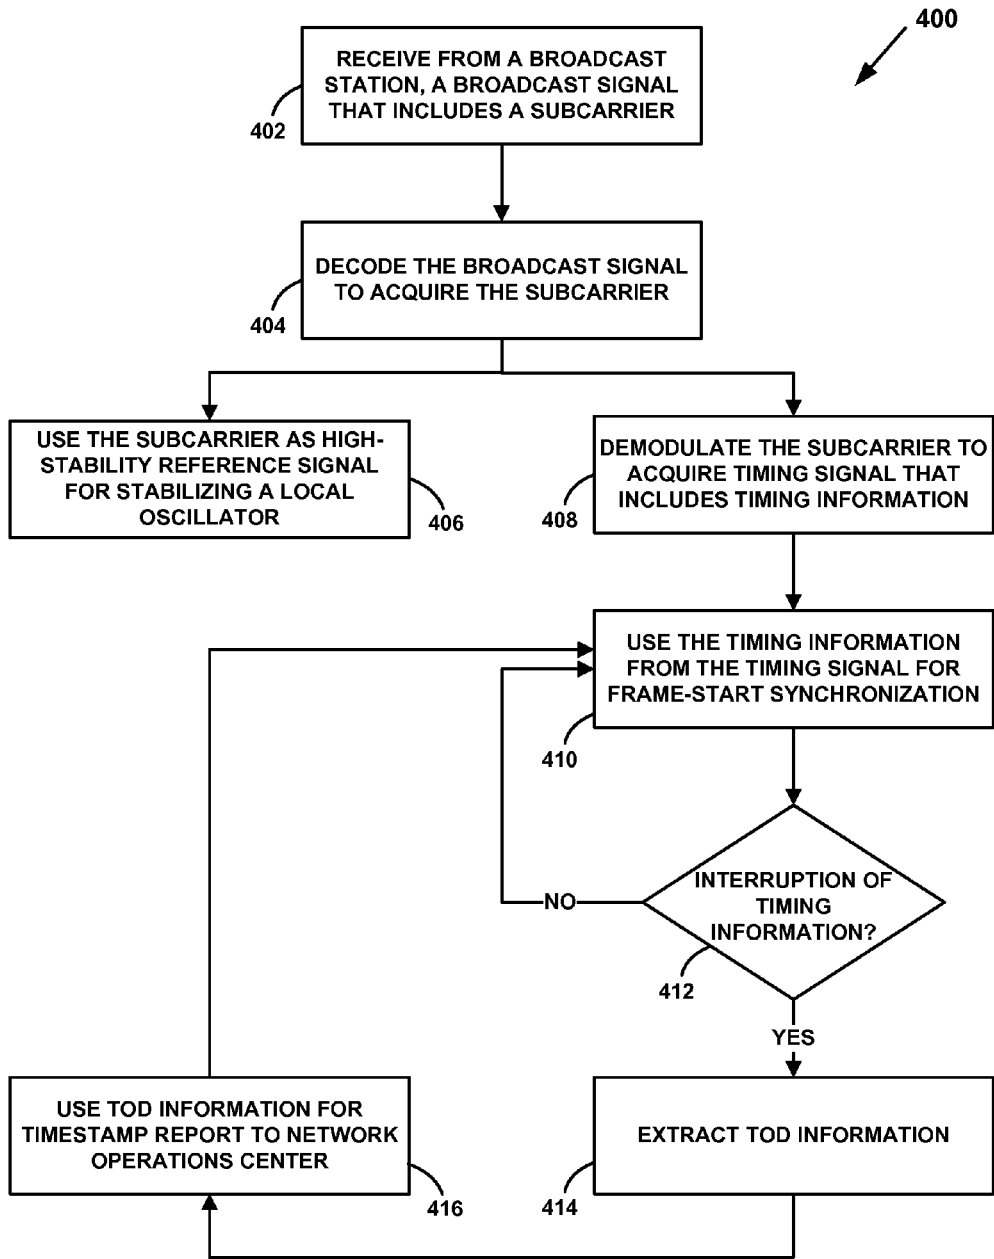 400
RECEIVE FROM A BROADCAST
STATION, A BROADCAST SIGNAL
THAT INCLUDES A SUBCARRIER
402
DECODE THE BROADCAST SIGNAL
TO ACQUIRE THE SUBCARRIER
404
USE THE SUBCARRIER AS HIGH-
STABILITY REFERENCE SIGNAL
FOR STABILIZING A LOCAL
OSCILLATOR
406
DEMODULATE THE SUBCARRIER TO
ACQUIRE TIMING SIGNAL THAT
INCLUDES TIMING INFORMATION
408
USE THE TIMING INFORMATION
FROM THE TIMING SIGNAL FOR
FRAME-START SYNCHRONIZATION
410
INTERRUPTION OF
TIMING
INFORMATION?
NO
412
YES
EXTRACT TOD INFORMATION
414
USE TOD INFORMATION FOR
TIMESTAMP REPORT TO NETWORK
OPERATIONS CENTER
416